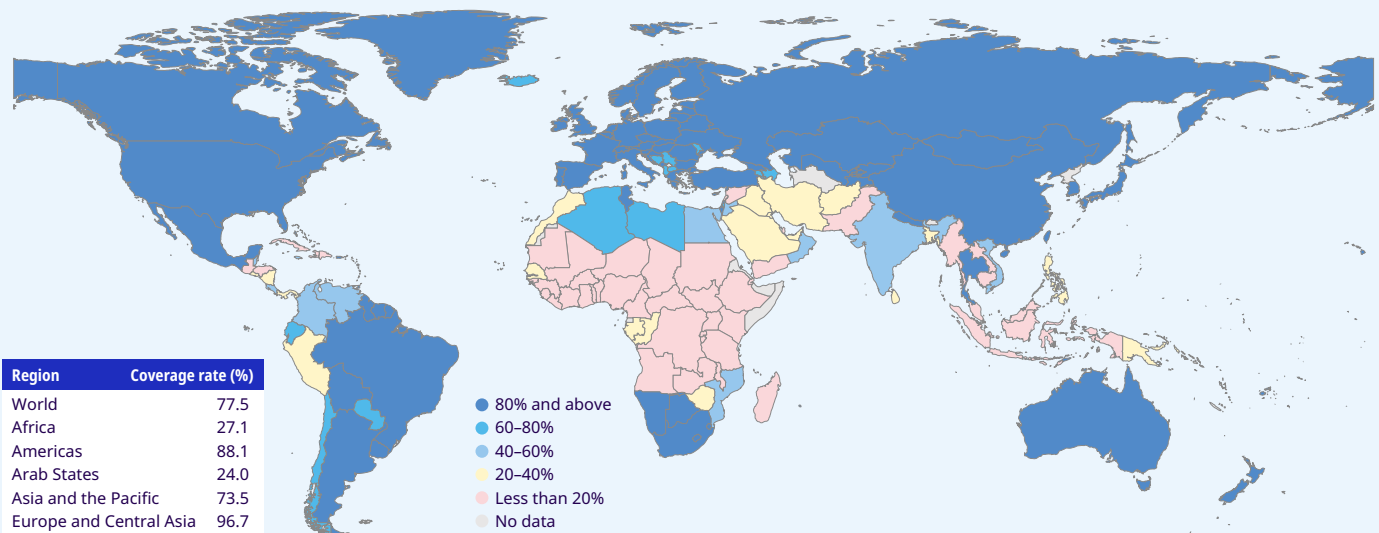 Region Coverage rate (%)
World 77.5
Africa 27.1
Americas 88.1
Arab States 24.0
Asia and the Pacific 73.5
Europe and Central Asia 96.7
80% and above
60–80%
40–60%
20–40%
Less than 20%
No data